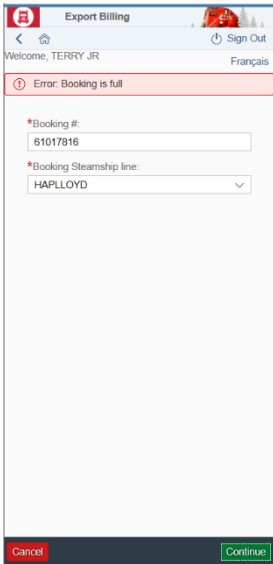 Export Billing
Sign Out
Welcome, TERRY JR
Français
Error: Booking is full
*Booking #:
61017816
*Booking Steamship line:
HAPLLOYD
Cancel
Continue